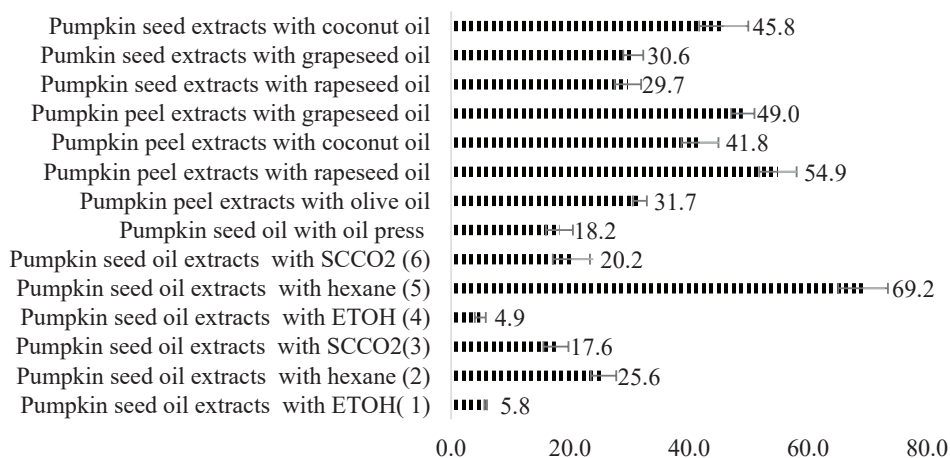 Pumpkin seed extracts with coconut oil 45.8
Pumkin seed extracts with grapeseed oil 30.6
Pumpkin seed extracts with rapeseed oil 29.7
Pumpkin peel extracts with grapeseed oil 49.0
Pumpkin peel extracts with coconut oil 41.8
Pumpkin peel extracts with rapeseed oil 54.9
Pumpkin peel extracts with olive oil 31.7
Pumpkin seed oil with oil press 18.2
Pumpkin seed oil extracts  with SCCO2 (6) 20.2
Pumpkin seed oil extracts  with hexane (5) 69.2
Pumpkin seed oil extracts  with ETOH (4) 4.9
Pumpkin seed oil extracts  with SCCO2(3) 17.6
Pumpkin seed oil extracts  with hexane (2) 25.6
Pumpkin seed oil extracts  with ETOH( 1) 5.8
0.0 20.0 40.0 60.0 80.0